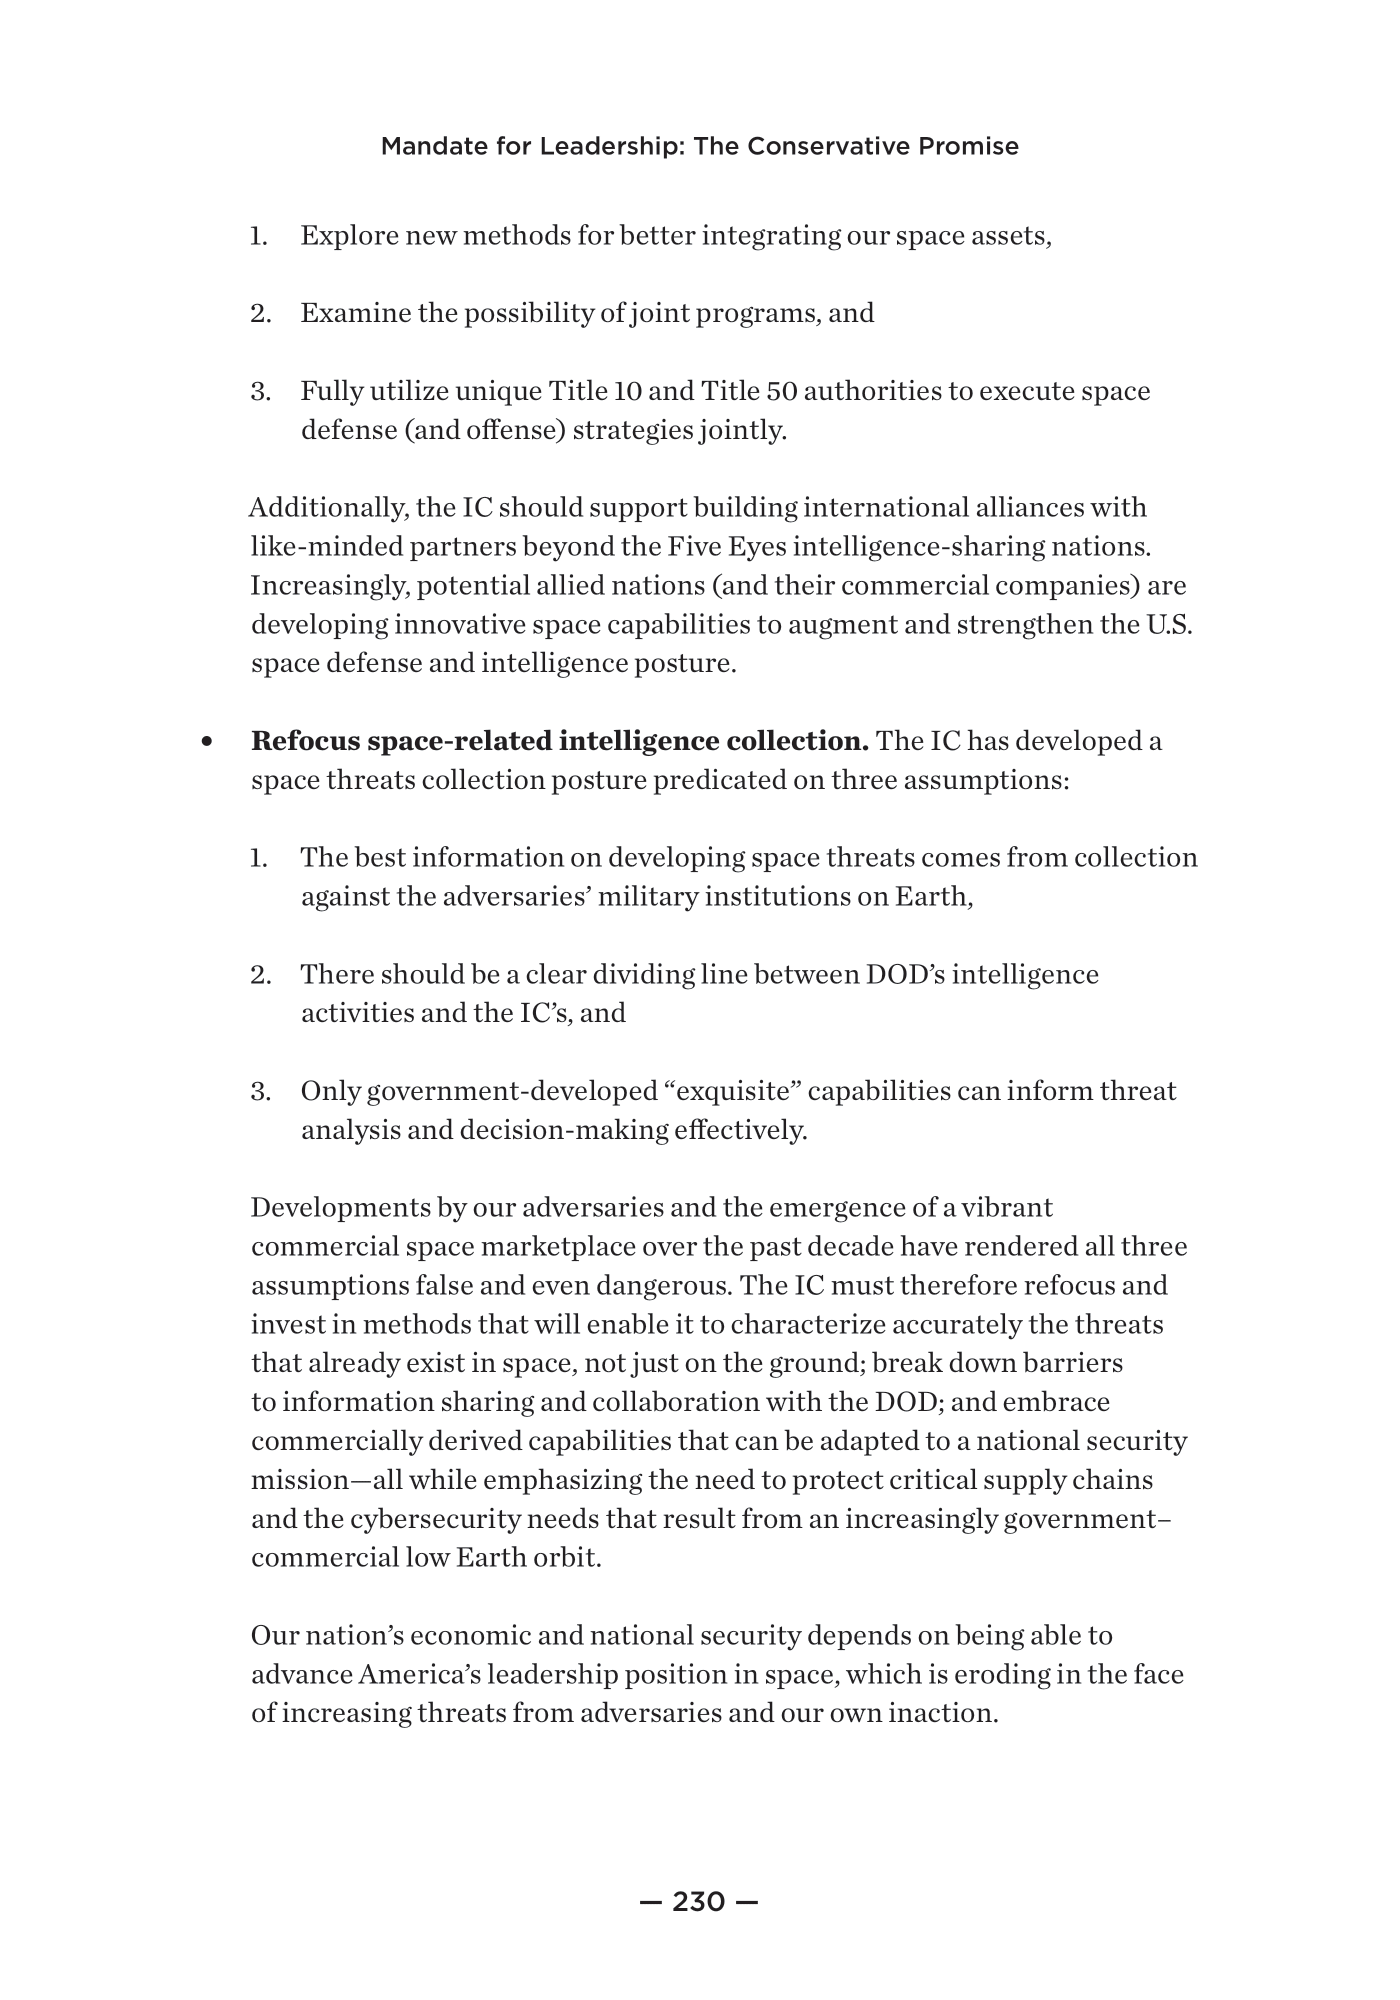 Mandate for Leadership: The Conservative Promise
1. Explore new methods for better integrating our space assets,
2. Examine the possibility of joint programs, and
3. Fully utilize unique Title 10 and Title 50 authorities to execute space
defense (and offense) strategies jointly.
Additionally, the IC should support building international alliances with
like-minded partners beyond the Five Eyes intelligence-sharing nations.
Increasingly, potential allied nations (and their commercial companies) are
developing innovative space capabilities to augment and strengthen the U.S.
space defense and intelligence posture.
• Refocus space-related intelligence collection. The IC has developed a
space threats collection posture predicated on three assumptions:
1. The best information on developing space threats comes from collection
against the adversaries’ military institutions on Earth,
2. There should be a clear dividing line between DOD’s intelligence
activities and the IC’s, and
3. Only government-developed “exquisite” capabilities can inform threat
analysis and decision-making effectively.
Developments by our adversaries and the emergence of a vibrant
commercial space marketplace over the past decade have rendered all three
assumptions false and even dangerous. The IC must therefore refocus and
invest in methods that will enable it to characterize accurately the threats
that already exist in space, not just on the ground; break down barriers
to information sharing and collaboration with the DOD; and embrace
commercially derived capabilities that can be adapted to a national security
mission—all while emphasizing the need to protect critical supply chains
and the cybersecurity needs that result from an increasingly government–
commercial low Earth orbit.
Our nation’s economic and national security depends on being able to
advance America’s leadership position in space, which is eroding in the face
of increasing threats from adversaries and our own inaction.
— 230 —